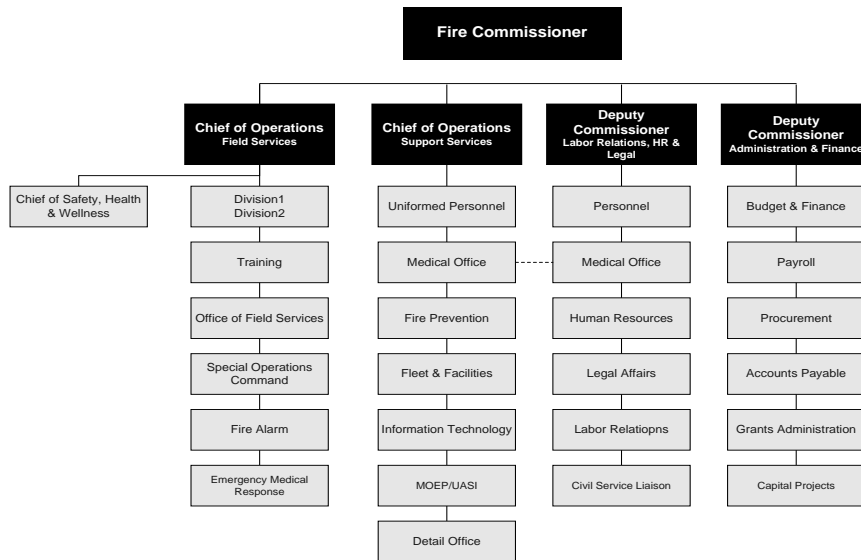 Fire Commissioner
Chief of Operations
Field Services
Chief of Operations
Support Services
Deputy
Commissioner
Labor Relations, HR &
Legal
Deputy
Commissioner
Administration & Finance
Chief of Safety, Health
& Wellness
Division1
Division2
Uniformed Personnel
Personnel
Budget & Finance
Training
Medical Office
Medical Office
Payroll
Office of Field Services
Fire Prevention
Human Resources
Procurement
Special Operations
Command
Fleet & Facilities
Legal Affairs
Accounts Payable
Fire Alarm
Information Technology
Labor Relatiopns
Grants Administration
Emergency Medical
Response
MOEP/UASI
Civil Service Liaison
Capital Projects
Detail Office